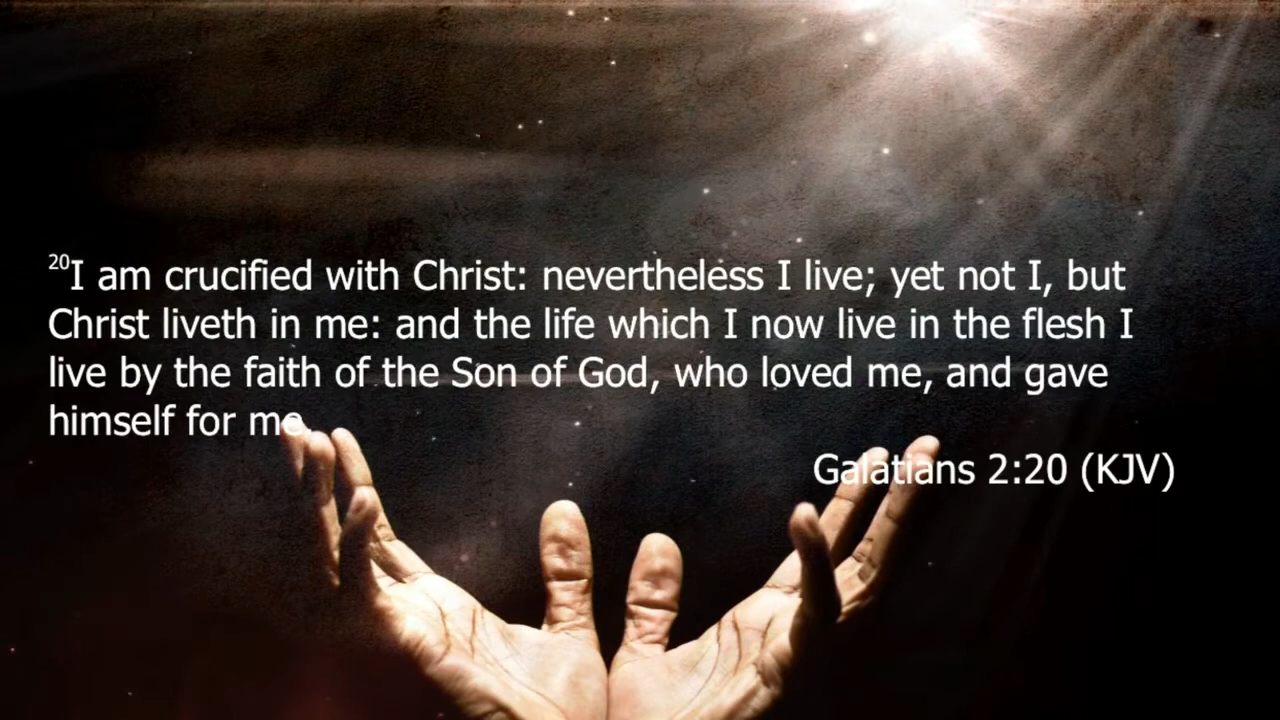 20I am crucified with Christ: nevertheless I live; yet not I, but
Christ liveth in me: and the life which I now live in the flesh I
live by the faith of the Son of God, who loved me, and gave
himself for me.
Galatians 2:20 (KJV)